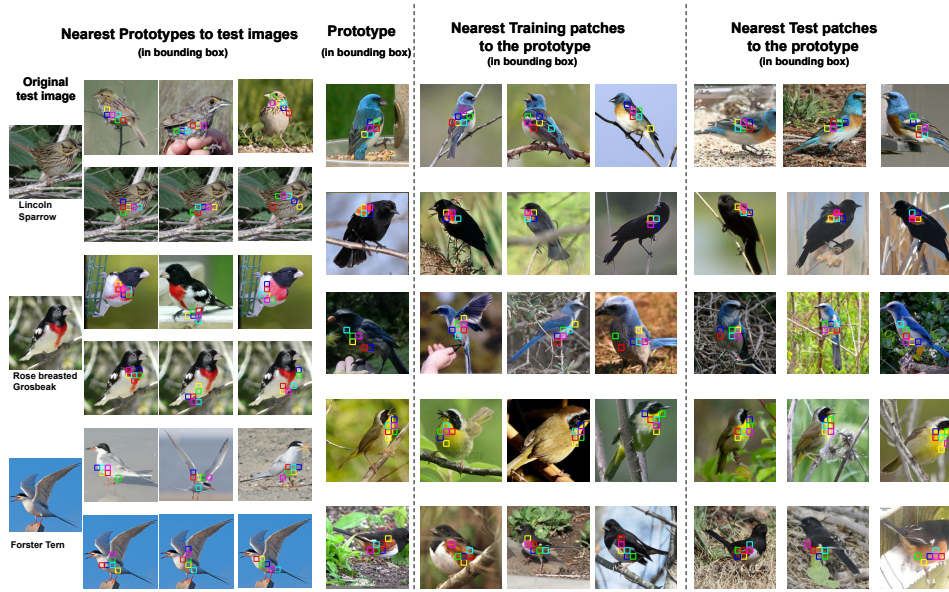 Nearest Prototypes to test images
(in bounding box)
Prototype
(in bounding box)
Nearest Training patches
to the prototype
(in bounding box)
Nearest Test patches
to the prototype
(in bounding box)
Original
test image
Lincoln
Sparrow
Rose breasted
Grosbeak
Forster Tern